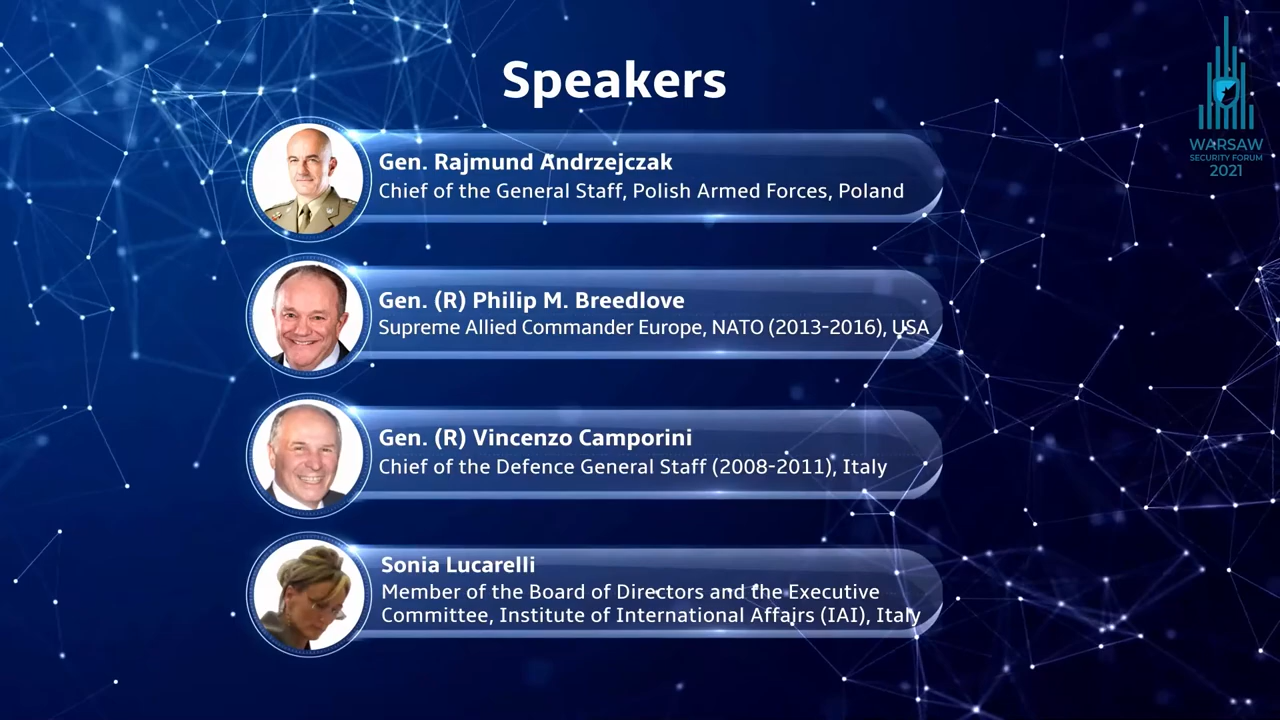 Speakers
WARSAW
SECURITY FORUM
2021
Gen. Rajmund Andrzejczak
Chief of the General Staff, Polish Armed Forces, Poland
Gen. (R) Philip M. Breedlove
Supreme Allied Commander Europe, NATO (2013-2016), USA
Gen. (R) Vincenzo Camporini
Chief of the Defence General Staff (2008-2011), Italy
Sonia Lucarelli
Member of the Board of Directors and the Executive
Committee, Institute of International Affairs (IAI), Italy